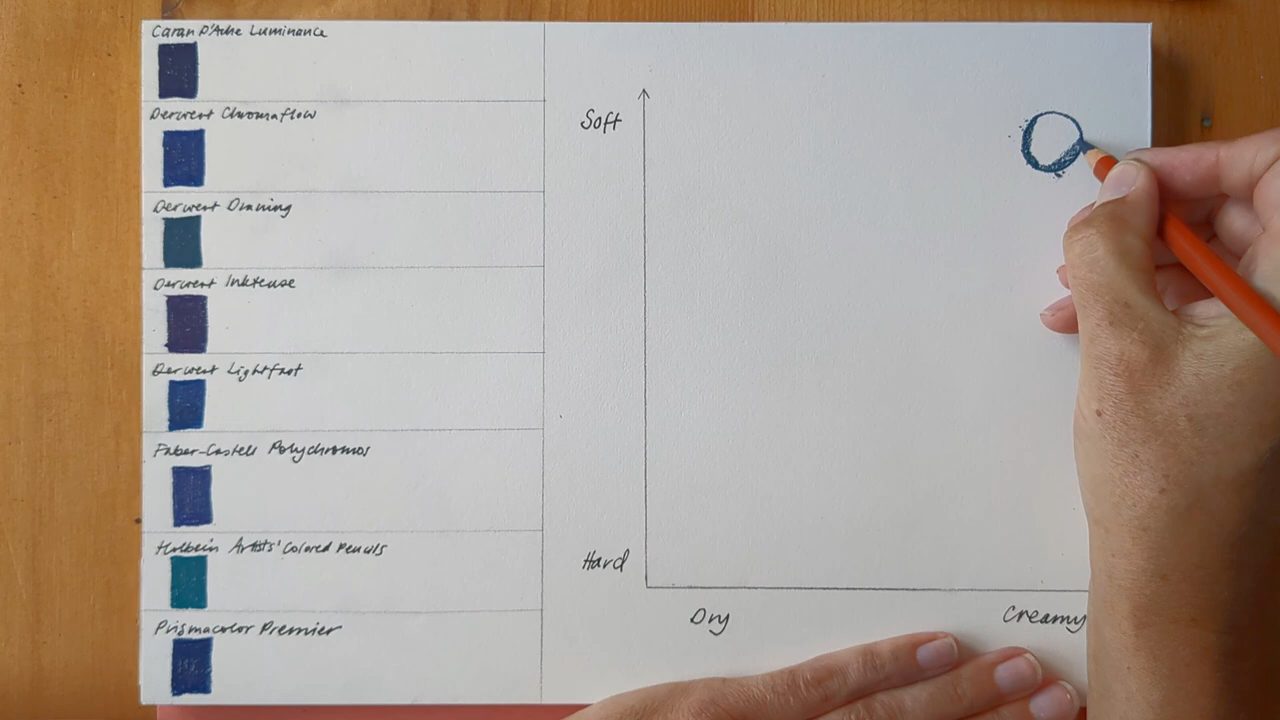 Caran D'Ache Luminance
Derwent Chromaflow
Derwent Drawing
Derwent Inktense
Derwent Lightfast
Faber-Castell Polychromos
Holbein Artists' Colored Pencils
Prismacolor Premier
Soft
Hard
Dry
Creamy